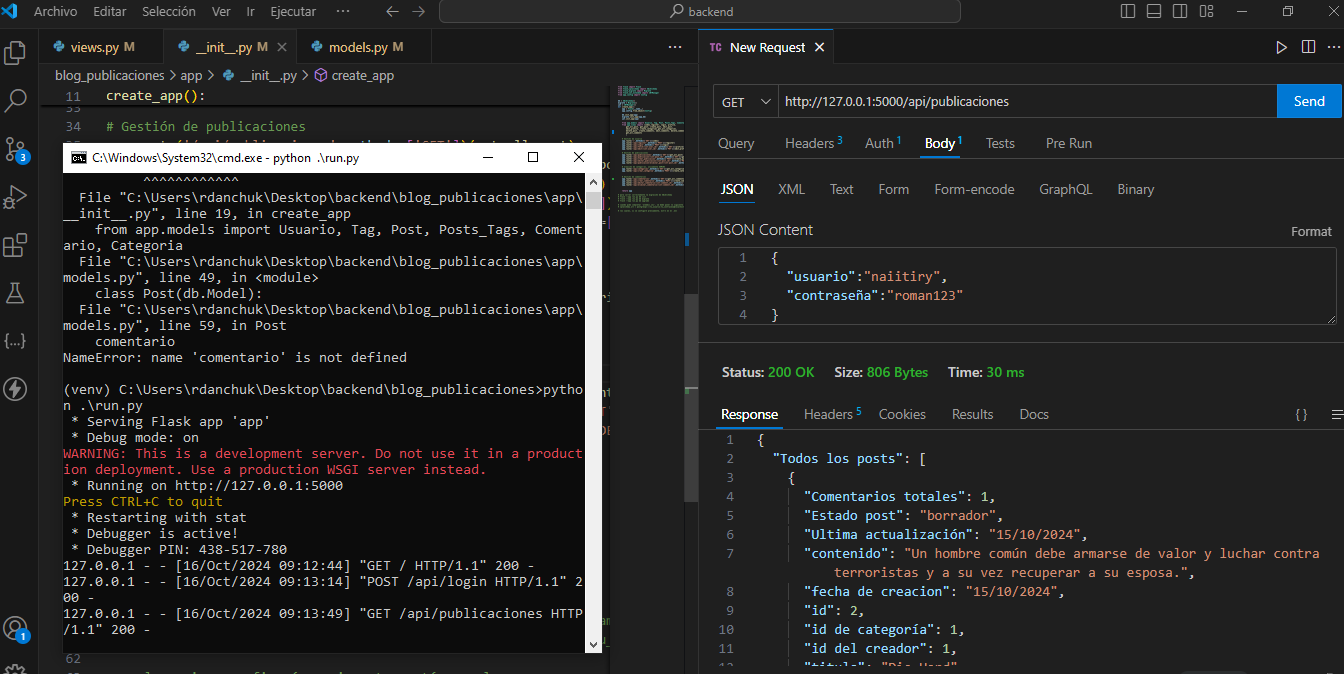 Archivo Editar Selección Ver Ir Ejecutar ··· backend
views.py M __init__.py M models.py M ···
blog_publicaciones > app > __init__.py > create_app
11 create_app():
33
34 # Gestión de publicaciones
C:\Windows\System32\cmd.exe - python .\run.py
^^^^^^^^^^^^
File "C:\Users\rdanchuk\Desktop\backend\blog_publicaciones\app\
__init__.py", line 19, in create_app
from app.models import Usuario, Tag, Post, Posts_Tags, Coment
ario, Categoria
File "C:\Users\rdanchuk\Desktop\backend\blog_publicaciones\app\
models.py", line 49, in <module>
class Post(db.Model):
File "C:\Users\rdanchuk\Desktop\backend\blog_publicaciones\app\
models.py", line 59, in Post
comentario
NameError: name 'comentario' is not defined
(venv) C:\Users\rdanchuk\Desktop\backend\blog_publicaciones>pytho
n .\run.py
* Serving Flask app 'app'
* Debug mode: on
WARNING: This is a development server. Do not use it in a product
ion deployment. Use a production WSGI server instead.
* Running on http://127.0.0.1:5000
Press CTRL+C to quit
* Restarting with stat
* Debugger is active!
* Debugger PIN: 438-517-780
127.0.0.1 - - [16/Oct/2024 09:12:44] "GET / HTTP/1.1" 200 -
127.0.0.1 - - [16/Oct/2024 09:13:14] "POST /api/login HTTP/1.1" 2
00 -
127.0.0.1 - - [16/Oct/2024 09:13:49] "GET /api/publicaciones HTTP
/1.1" 200 -
62
3
1
TC New Request
GET http://127.0.0.1:5000/api/publicaciones Send
Query Headers 3 Auth 1 Body 1 Tests Pre Run
JSON XML Text Form Form-encode GraphQL Binary
JSON Content Format
1 {
2 "usuario":"naiitiry",
3 "contraseña":"roman123"
4 }
Status: 200 OK Size: 806 Bytes Time: 30 ms
Response Headers 5 Cookies Results Docs { }
1 {
2 "Todos los posts": [
3 {
4 "Comentarios totales": 1,
5 "Estado post": "borrador",
6 "Ultima actualización": "15/10/2024",
7 "contenido": "Un hombre común debe armarse de valor y luchar contra
terroristas y a su vez recuperar a su esposa.",
8 "fecha de creacion": "15/10/2024",
9 "id": 2,
10 "id de categoría": 1,
11 "id del creador": 1,